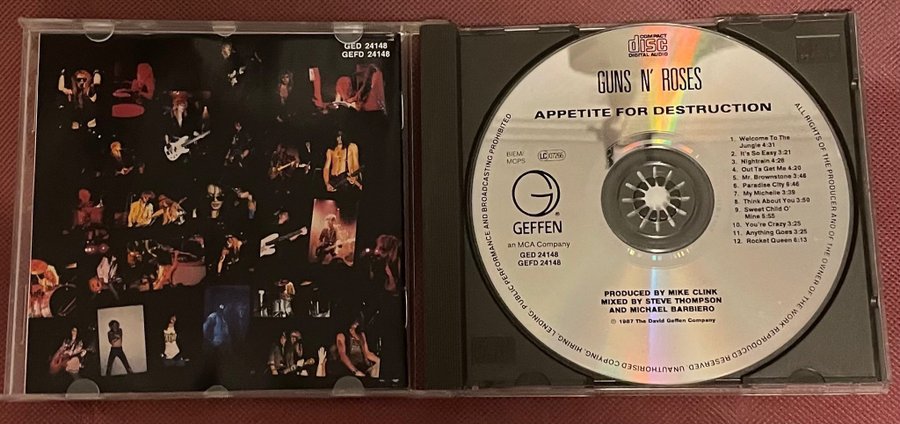 GED 24148
GEFD 24148
COMPACT
disc
DIGITAL AUDIO
GUNS N' ROSES
APPETITE FOR DESTRUCTION
BIEM/
MCPS
LC 07266
GEFFEN
an MCA Company
GED 24148
GEFD 24148
1. Welcome To The
Jungle 4:31
2. It's So Easy 3:21
3. Nightrain 4:28
4. Out Ta Get Me 4:20
5. Mr. Brownstone 3:46
6. Paradise City 6:46
7. My Michelle 3:39
8. Think About You 3:50
9. Sweet Child O'
Mine 5:55
10. You're Crazy 3:25
11. Anything Goes 3:25
12. Rocket Queen 6:13
PRODUCED BY MIKE CLINK
MIXED BY STEVE THOMPSON
AND MICHAEL BARBIERO
℗ 1987 The David Geffen Company
ALL RIGHTS OF THE PRODUCER AND OF THE OWNER OF THE WORK REPRODUCED RESERVED. UNAUTHORISED COPYING, HIRING, LENDING, PUBLIC PERFORMANCE AND BROADCASTING PROHIBITED